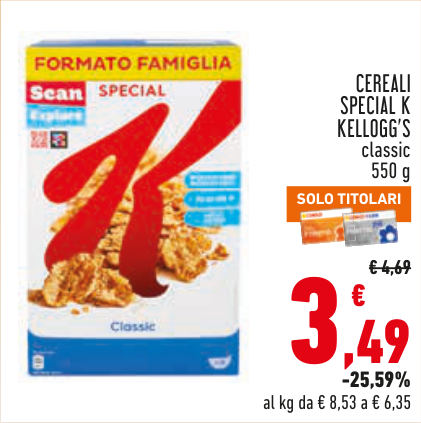 FORMATO FAMIGLIA
Scan
Explore
SPECIAL
K
Classic
CEREALI
SPECIAL K
KELLOGG'S
classic
550 g
SOLO TITOLARI
€ 4,69
3,49 €
-25,59%
al kg da € 8,53 a € 6,35